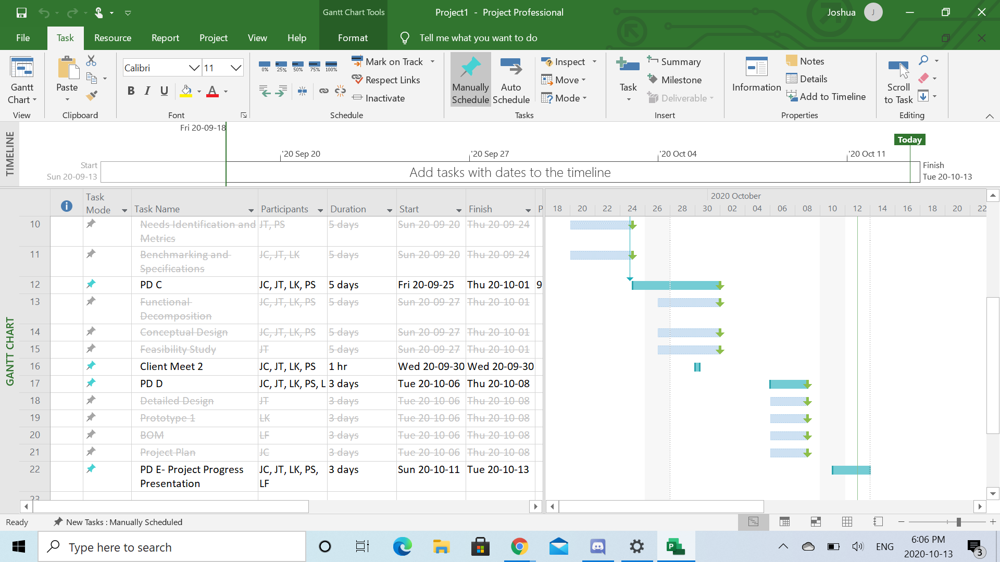 Gantt Chart Tools
Project1 - Project Professional
Joshua
J
File
Task
Resource
Report
Project
View
Help
Format
Tell me what you want to do
Gantt
Chart
View
Paste
Clipboard
Calibri
11
B I U
A
Font
0% 25% 50% 75% 100%
Mark on Track
Respect Links
Inactivate
Schedule
Manually
Schedule
Auto
Schedule
Inspect
Move
Mode
Tasks
Task
Summary
Milestone
Deliverable
Insert
Information
Notes
Details
Add to Timeline
Properties
Scroll
to Task
Editing
TIMELINE
Fri 20-09-18
Today
'20 Sep 20
'20 Sep 27
'20 Oct 04
'20 Oct 11
Start
Sun 20-09-13
Add tasks with dates to the timeline
Finish
Tue 20-10-13
GANTT CHART
Task
Mode
Task Name
Participants
Duration
Start
Finish
P
2020 October
18 20 22 24 26 28 30 02 04 06 08 10 12 14 16 18 20 22
10 Needs Identification and JT, PS 5 days Sun 20-09-20 Thu 20-09-24
Metrics
11 Benchmarking and JC, JT, LK 5 days Sun 20-09-20 Thu 20-09-24
Specifications
12 PD C JC, JT, LK, PS 5 days Fri 20-09-25 Thu 20-10-01 9
13 Functional JC, JT, LK, PS 5 days Sun 20-09-27 Thu 20-10-01
Decomposition
14 Conceptual Design JC, JT, LK, PS 5 days Sun 20-09-27 Thu 20-10-01
15 Feasibility Study JT 5 days Sun 20-09-27 Thu 20-10-01
16 Client Meet 2 JC, JT, LK, PS 1 hr Wed 20-09-30 Wed 20-09-30
17 PD D JC, JT, LK, PS, L 3 days Tue 20-10-06 Thu 20-10-08
18 Detailed Design JT 3 days Tue 20-10-06 Thu 20-10-08
19 Prototype 1 LK 3 days Tue 20-10-06 Thu 20-10-08
20 BOM LF 3 days Tue 20-10-06 Thu 20-10-08
21 Project Plan JC 3 days Tue 20-10-06 Thu 20-10-08
22 PD E- Project Progress JC, JT, LK, PS, 3 days Sun 20-10-11 Tue 20-10-13
Presentation LF
23
Ready
New Tasks : Manually Scheduled
Type here to search
ENG
6:06 PM
2020-10-13
3